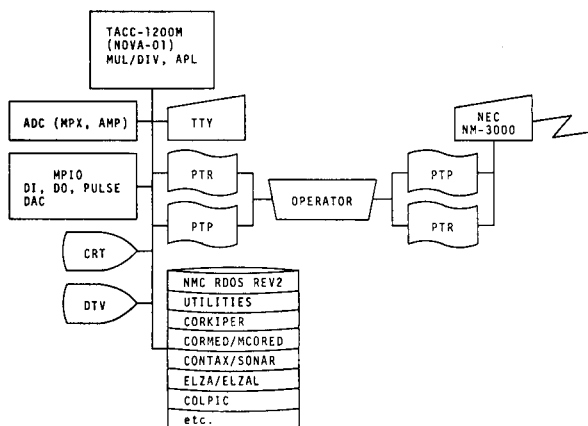 TACC-1200M
(NOVA-01)
MUL/DIV, APL
ADC (MPX, AMP)
TTY
NEC
NM-3000
MPIO
DI, DO, PULSE
DAC
PTR
PTP
OPERATOR
PTP
PTR
CRT
DTV
NMC RDOS REV2
UTILITIES
CORKIPER
CORMED/MCORED
CONTAX/SONAR
ELZA/ELZAL
COLPIC
etc.